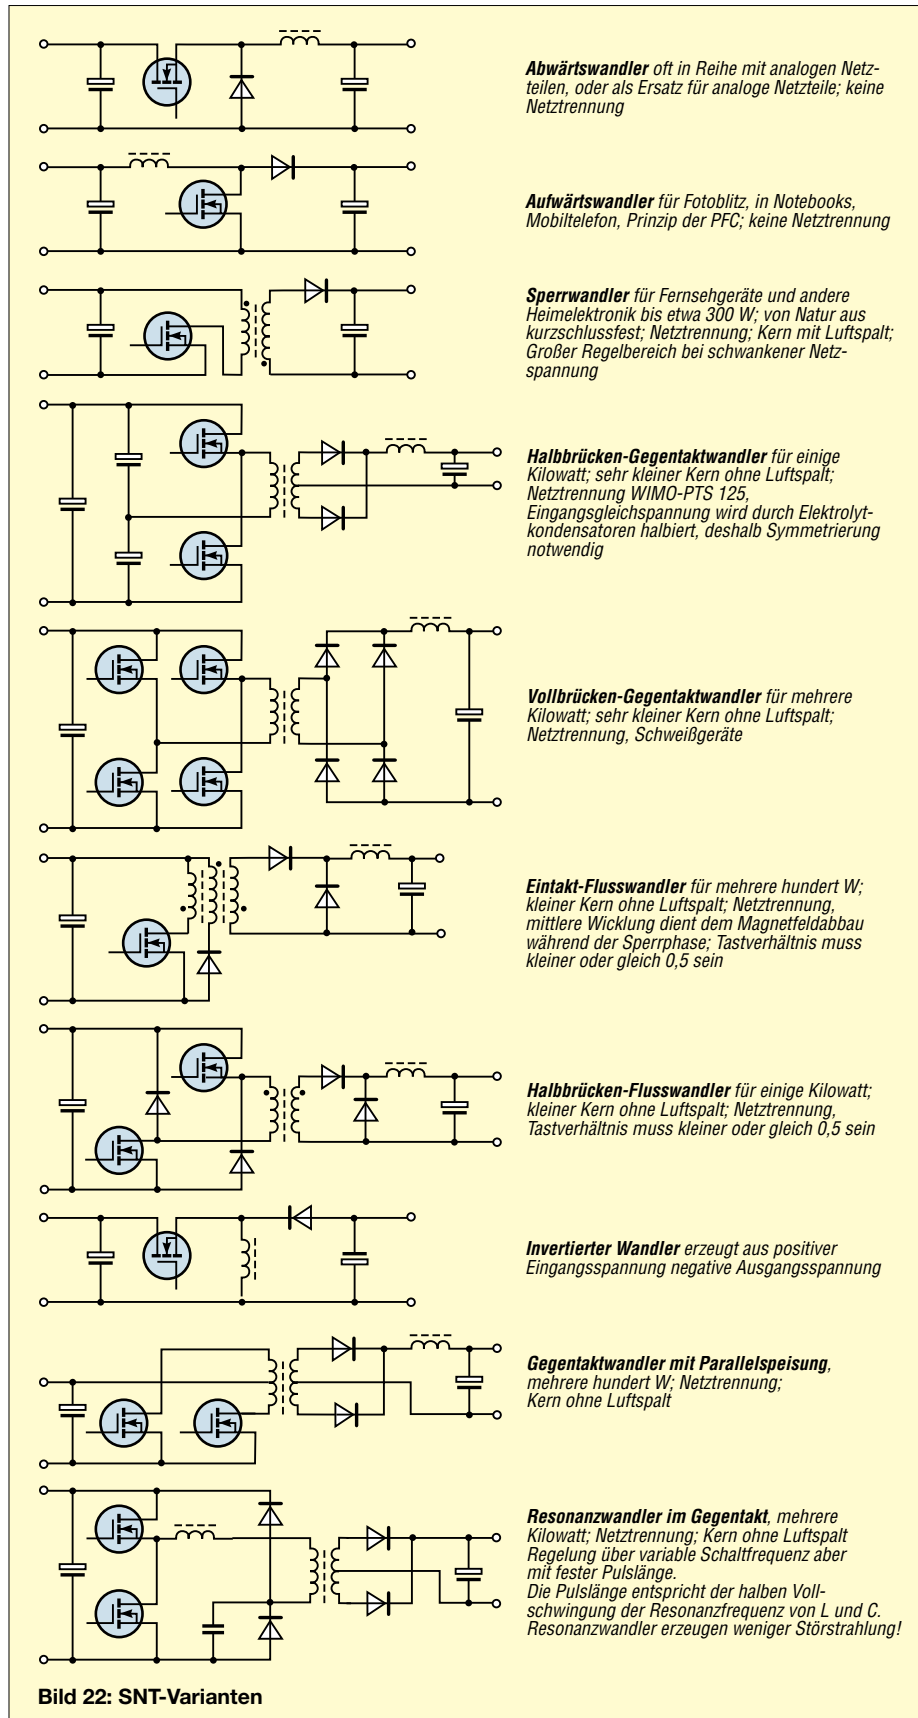 Abwärtswandler oft in Reihe mit analogen Netz-
teilen, oder als Ersatz für analoge Netzteile; keine
Netztrennung
Aufwärtswandler für Fotoblitz, in Notebooks,
Mobiltelefon, Prinzip der PFC; keine Netztrennung
Sperrwandler für Fernsehgeräte und andere
Heimelektronik bis etwa 300 W; von Natur aus
kurzschlussfest; Netztrennung; Kern mit Luftspalt;
Großer Regelbereich bei schwankener Netz-
spannung
Halbbrücken-Gegentaktwandler für einige
Kilowatt; sehr kleiner Kern ohne Luftspalt;
Netztrennung WIMO-PTS 125,
Eingangsgleichspannung wird durch Elektrolyt-
kondensatoren halbiert, deshalb Symmetrierung
notwendig
Vollbrücken-Gegentaktwandler für mehrere
Kilowatt; sehr kleiner Kern ohne Luftspalt;
Netztrennung, Schweißgeräte
Eintakt-Flusswandler für mehrere hundert W;
kleiner Kern ohne Luftspalt; Netztrennung,
mittlere Wicklung dient dem Magnetfeldabbau
während der Sperrphase; Tastverhältnis muss
kleiner oder gleich 0,5 sein
Halbbrücken-Flusswandler für einige Kilowatt;
kleiner Kern ohne Luftspalt; Netztrennung,
Tastverhältnis muss kleiner oder gleich 0,5 sein
Invertierter Wandler erzeugt aus positiver
Eingangsspannung negative Ausgangsspannung
Gegentaktwandler mit Parallelspeisung,
mehrere hundert W; Netztrennung;
Kern ohne Luftspalt
Resonanzwandler im Gegentakt, mehrere
Kilowatt; Netztrennung; Kern ohne Luftspalt
Regelung über variable Schaltfrequenz aber
mit fester Pulslänge.
Die Pulslänge entspricht der halben Voll-
schwingung der Resonanzfrequenz von L und C.
Resonanzwandler erzeugen weniger Störstrahlung!
Bild 22: SNT-Varianten